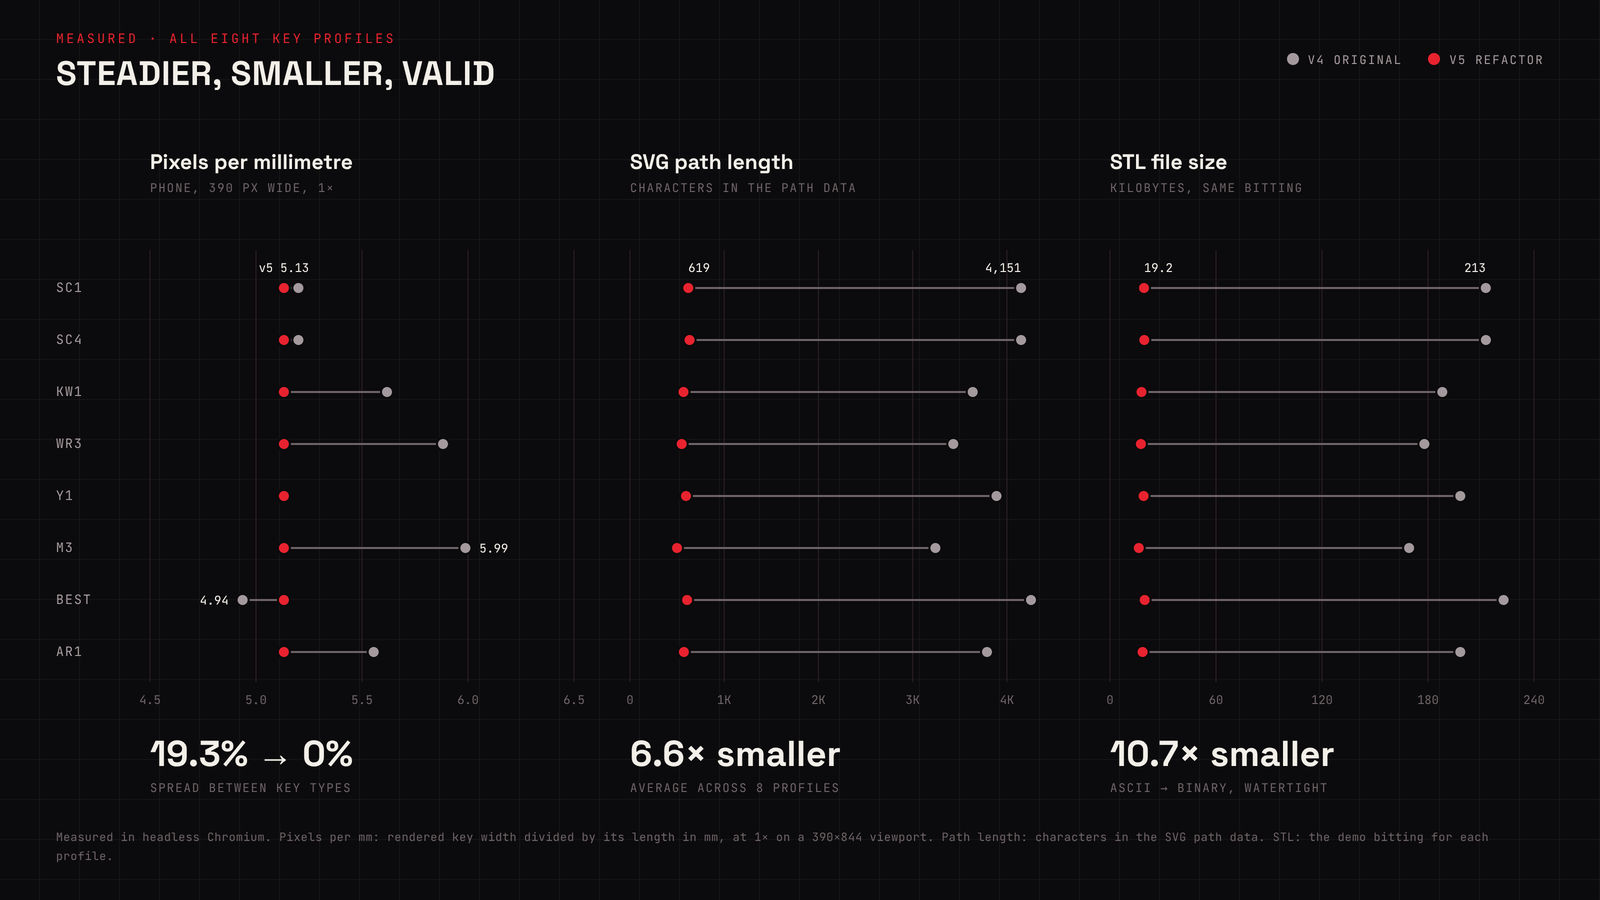 MEASURED · ALL EIGHT KEY PROFILES
STEADIER, SMALLER, VALID
V4 ORIGINAL
V5 REFACTOR
Pixels per millimetre
PHONE, 390 PX WIDE, 1×
SVG path length
CHARACTERS IN THE PATH DATA
STL file size
KILOBYTES, SAME BITTING
v5 5.13
619
4,151
19.2
213
SC1
SC4
KW1
WR3
Y1
M3
5.99
BEST
4.94
AR1
4.5 5.0 5.5 6.0 6.5
0 1K 2K 3K 4K
0 60 120 180 240
19.3% → 0%
SPREAD BETWEEN KEY TYPES
6.6× smaller
AVERAGE ACROSS 8 PROFILES
10.7× smaller
ASCII → BINARY, WATERTIGHT
Measured in headless Chromium. Pixels per mm: rendered key width divided by its length in mm, at 1× on a 390×844 viewport. Path length: characters in the SVG path data. STL: the demo bitting for each
profile.